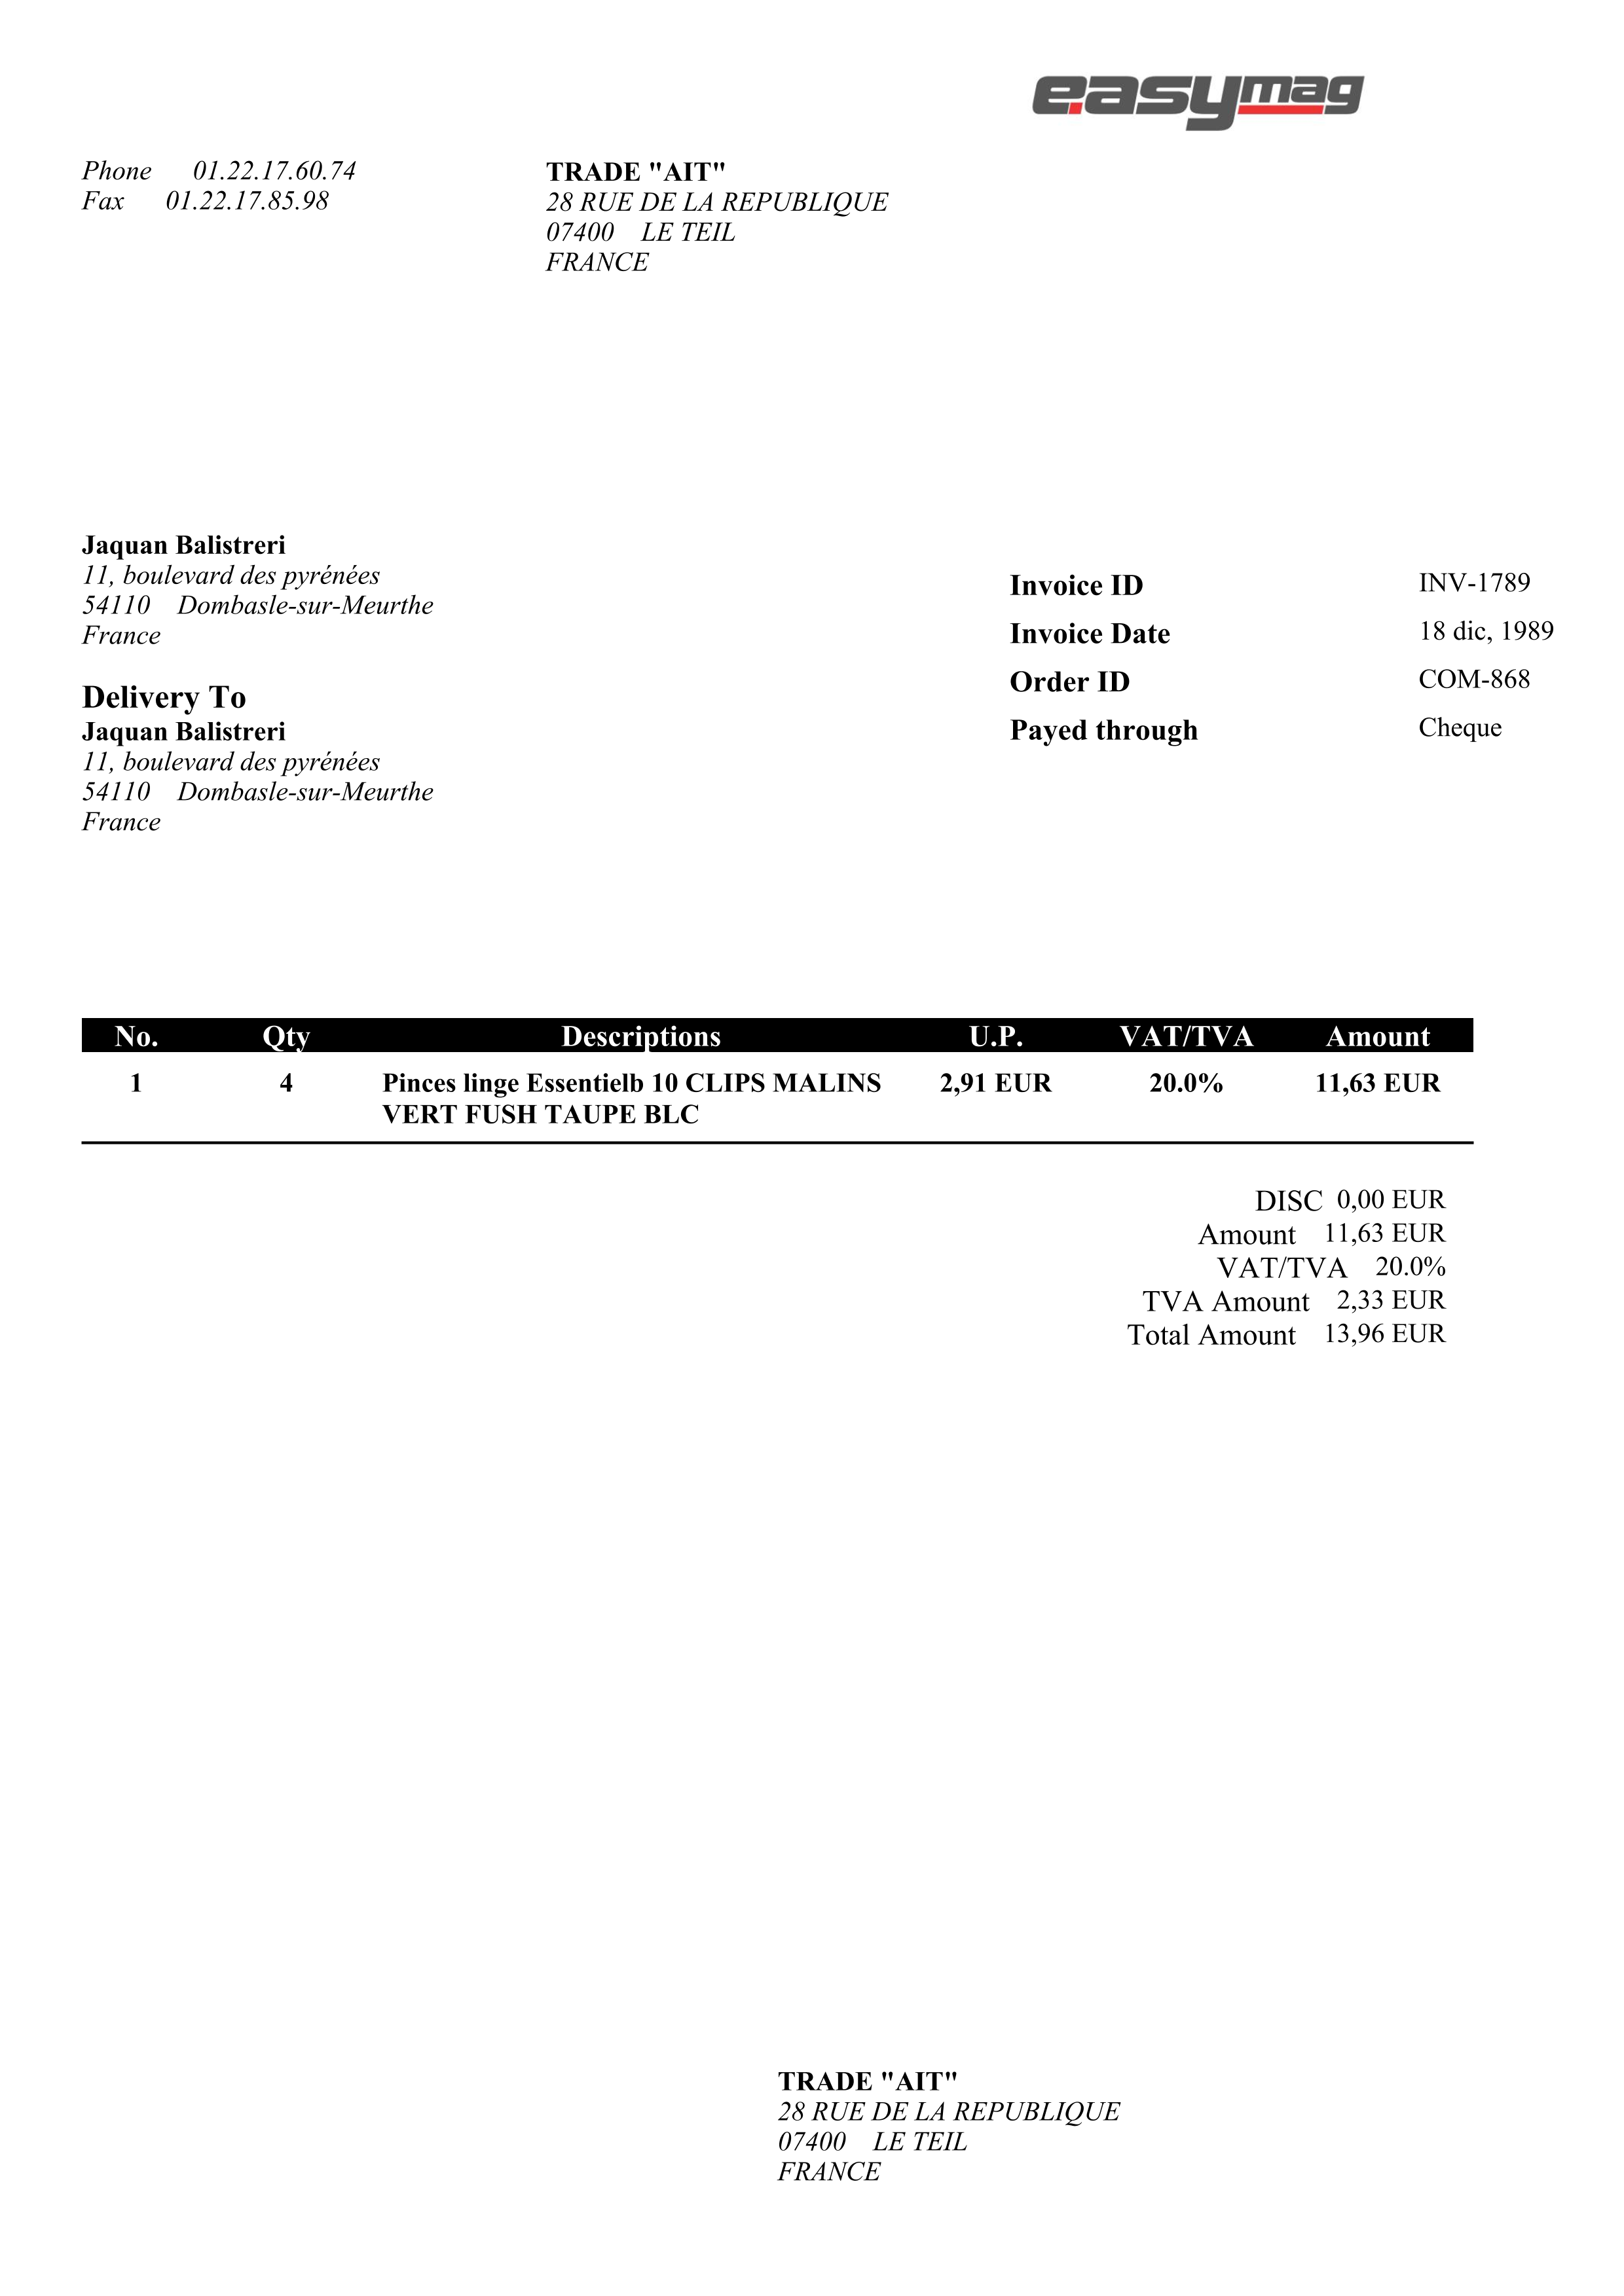 easymag
Phone 01.22.17.60.74
Fax 01.22.17.85.98
TRADE "AIT"
28 RUE DE LA REPUBLIQUE
07400 LE TEIL
FRANCE
Jaquan Balistreri
11, boulevard des pyrénées
54110 Dombasle-sur-Meurthe
France
Delivery To
Jaquan Balistreri
11, boulevard des pyrénées
54110 Dombasle-sur-Meurthe
France
Invoice ID INV-1789
Invoice Date 18 dic, 1989
Order ID COM-868
Payed through Cheque
No. Qty Descriptions U.P. VAT/TVA Amount
1 4 Pinces linge Essentielb 10 CLIPS MALINS 2,91 EUR 20.0% 11,63 EUR
VERT FUSH TAUPE BLC
DISC 0,00 EUR
Amount 11,63 EUR
VAT/TVA 20.0%
TVA Amount 2,33 EUR
Total Amount 13,96 EUR
TRADE "AIT"
28 RUE DE LA REPUBLIQUE
07400 LE TEIL
FRANCE